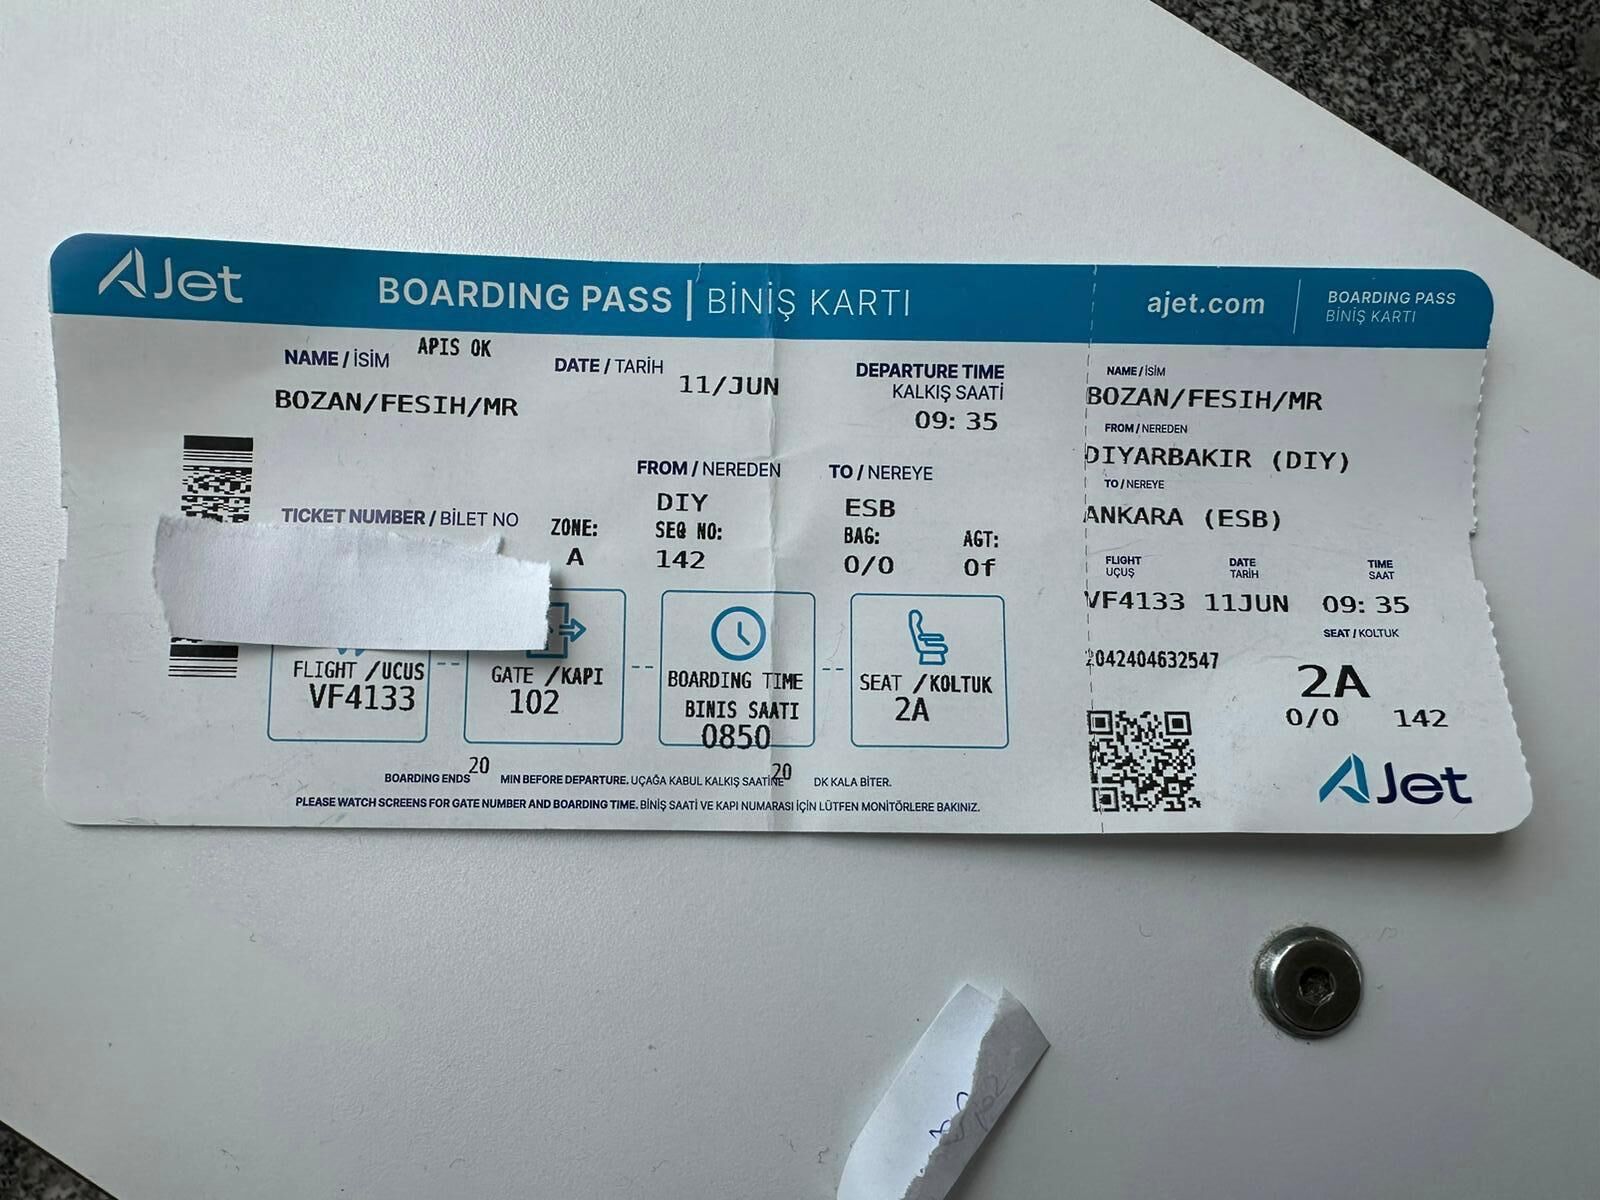 AJet
BOARDING PASS | BİNİŞ KARTI
ajet.com
BOARDING PASS
BİNİŞ KARTI
NAME / İSİM
APIS OK
BOZAN/FESIH/MR
DATE / TARİH
11/JUN
DEPARTURE TIME
KALKIŞ SAATİ
09: 35
FROM / NEREDEN
DIY
TO / NEREYE
ESB
TICKET NUMBER / BİLET NO
ZONE:
A
SEQ NO:
142
BAG:
0/0
AGT:
Of
FLIGHT /UCUS
VF4133
GATE /KAPI
102
BOARDING TIME
BINIS SAATI
0850
SEAT /KOLTUK
2A
BOARDING ENDS 20 MIN BEFORE DEPARTURE. UÇAĞA KABUL KALKIŞ SAATİNE 20 DK KALA BİTER.
PLEASE WATCH SCREENS FOR GATE NUMBER AND BOARDING TIME. BİNİŞ SAATİ VE KAPI NUMARASI İÇİN LÜTFEN MONİTÖRLERE BAKINIZ.
NAME / İSİM
BOZAN/FESIH/MR
FROM / NEREDEN
DIYARBAKIR (DIY)
TO / NEREYE
ANKARA (ESB)
FLIGHT
UÇUŞ
DATE
TARİH
TIME
SAAT
VF4133 11JUN 09: 35
SEAT / KOLTUK
2042404632547
2A
0/0 142
AJet